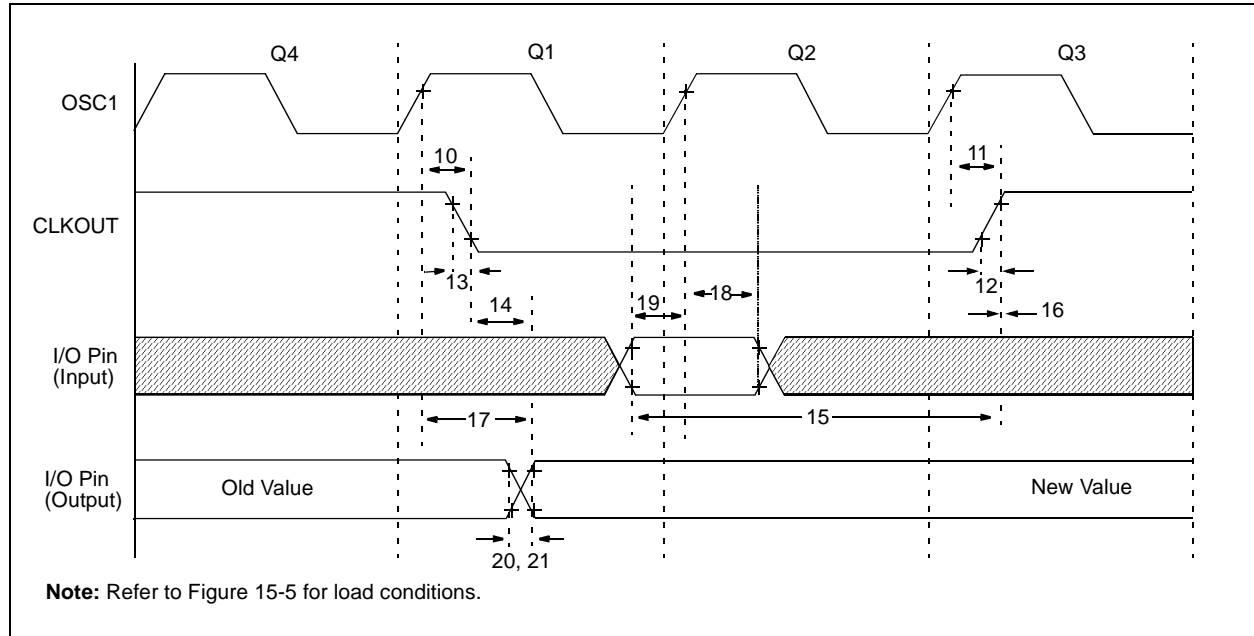 Q4 Q1 Q2 Q3
OSC1
10 11
CLKOUT
13 12
14 19 18 16
I/O Pin
(Input)
17 15
I/O Pin
(Output)
Old Value New Value
20, 21
Note: Refer to Figure 15-5 for load conditions.